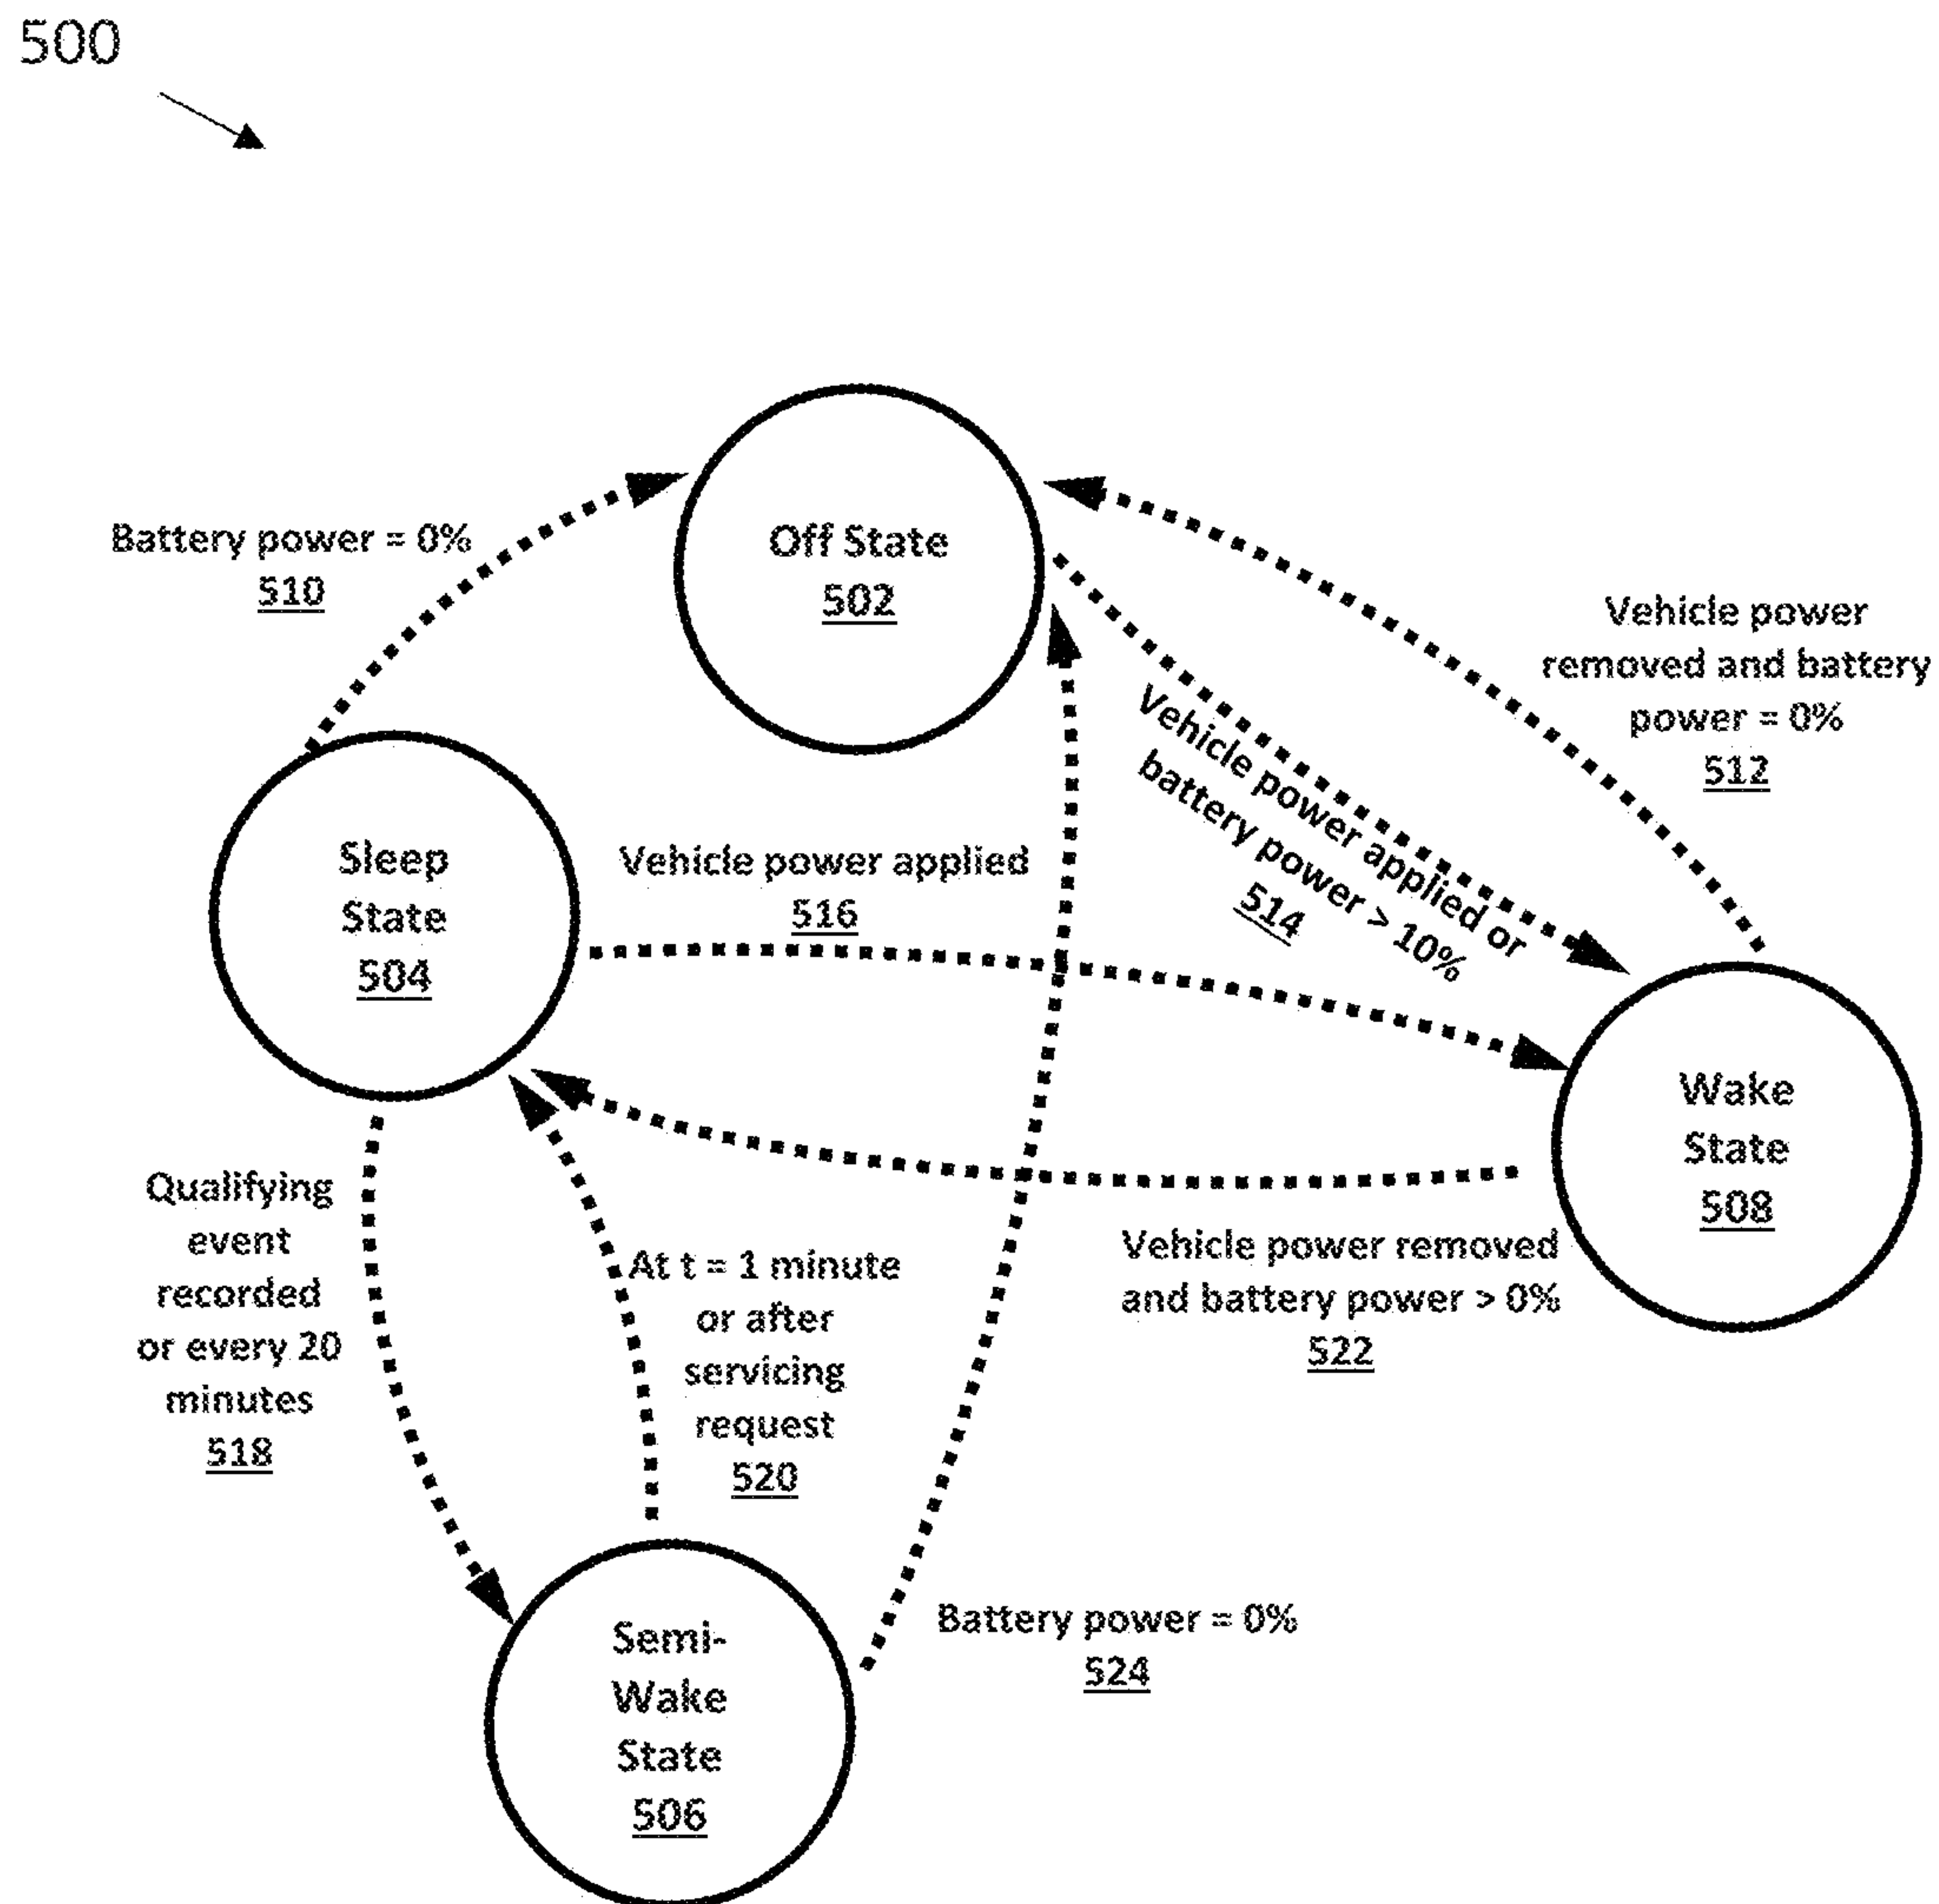 500
Off State
502
Battery power = 0%
510
Vehicle power
removed and battery
power = 0%
512
Vehicle power applied or
battery power > 10%
514
Sleep
State
504
Vehicle power applied
516
Wake
State
508
Qualifying
event
recorded
or every 20
minutes
518
At t = 1 minute
or after
servicing
request
520
Vehicle power removed
and battery power > 0%
522
Battery power = 0%
524
Semi-
Wake
State
506